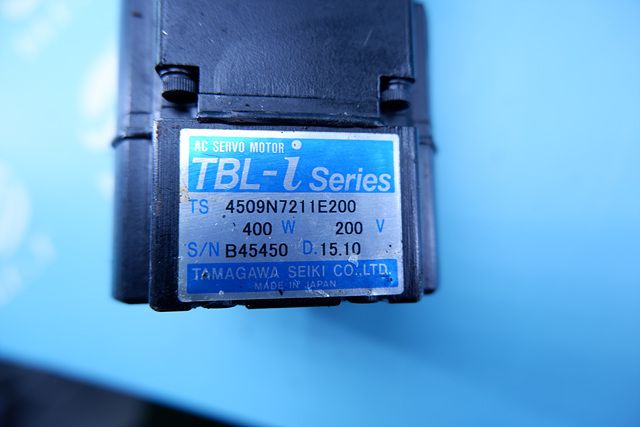 AC SERVO MOTOR
TBL-i Series
TS 4509N7211E200
400 W 200 V
S/N B45450 D.15.10
TAMAGAWA SEIKI CO.,LTD.
MADE IN JAPAN